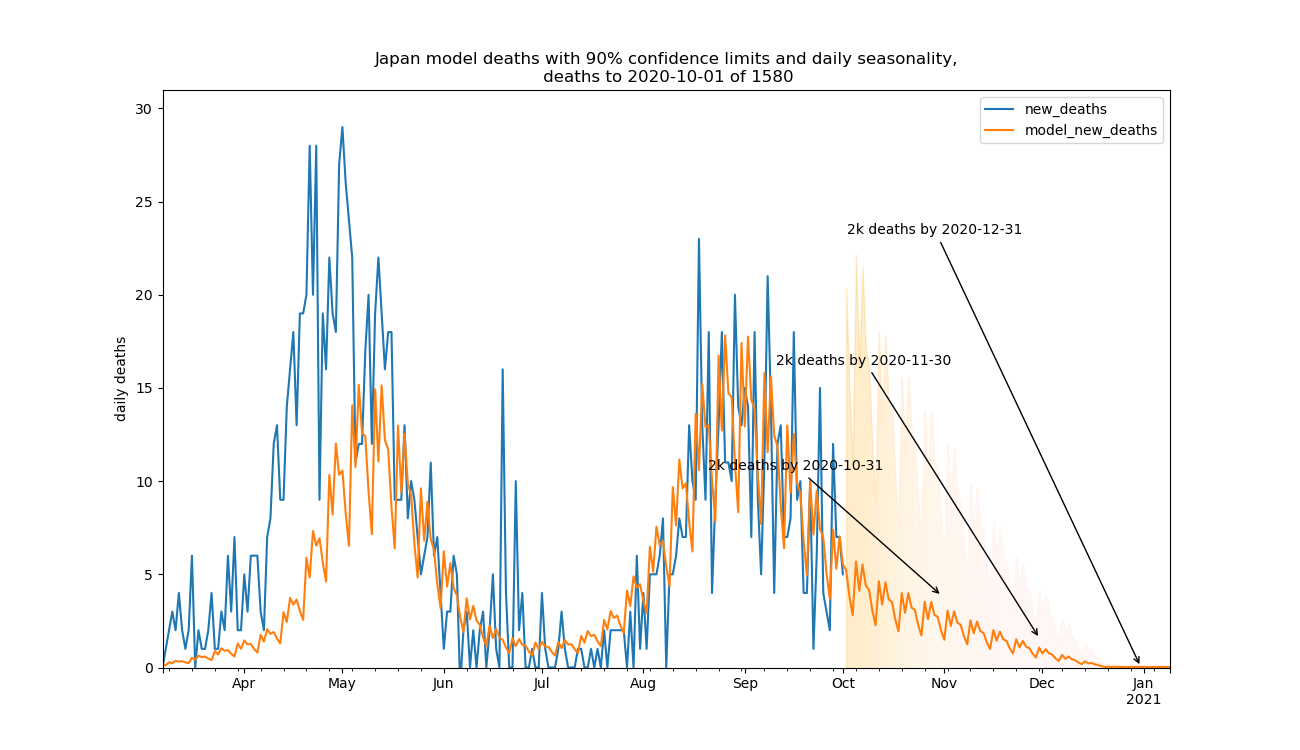 Japan model deaths with 90% confidence limits and daily seasonality,
deaths to 2020-10-01 of 1580
30
25
20
15
10
5
0
daily deaths
new_deaths
model_new_deaths
2k deaths by 2020-12-31
2k deaths by 2020-11-30
2k deaths by 2020-10-31
Apr May Jun Jul Aug Sep Oct Nov Dec Jan
2021